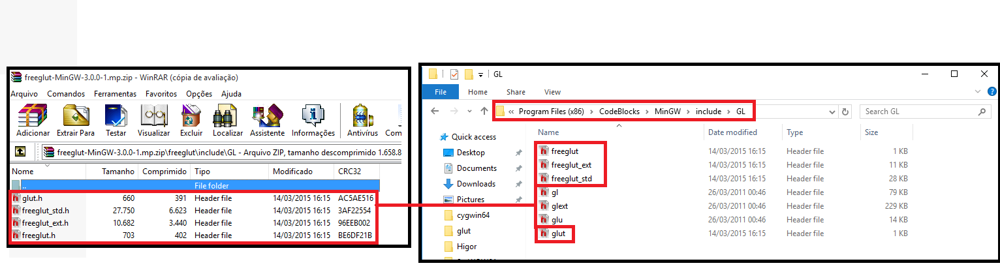 freeglut-MinGW-3.0.0-1.mp.zip - WinRAR (cópia de avaliação)
Arquivo Comandos Ferramentas Favoritos Opções Ajuda
Adicionar Extrair Para Testar Visualizar Excluir Localizar Assistente Informações Antivírus Com
freeglut-MinGW-3.0.0-1.mp.zip\freeglut\include\GL - Arquivo ZIP, tamanho descomprimido 1.658.8
Nome Tamanho Comprimido Tipo Modificado CRC32
.. File folder
glut.h 660 391 Header file 14/03/2015 16:15 AC5AE516
freeglut_std.h 27.750 6.623 Header file 14/03/2015 16:15 3AF22554
freeglut_ext.h 10.682 3.440 Header file 14/03/2015 16:15 96EEB002
freeglut.h 703 402 Header file 14/03/2015 16:15 BE6DF21B
GL
File Home Share View
« Program Files (x86) > CodeBlocks > MinGW > include > GL
Search GL
Quick access
Desktop
Documents
Downloads
Pictures
cygwin64
glut
Higor
Name Date modified Type Size
freeglut 14/03/2015 16:15 Header file 1 KB
freeglut_ext 14/03/2015 16:15 Header file 11 KB
freeglut_std 14/03/2015 16:15 Header file 28 KB
gl 26/03/2011 00:46 Header file 79 KB
glext 26/03/2011 00:46 Header file 229 KB
glu 26/03/2011 00:46 Header file 14 KB
glut 14/03/2015 16:15 Header file 1 KB